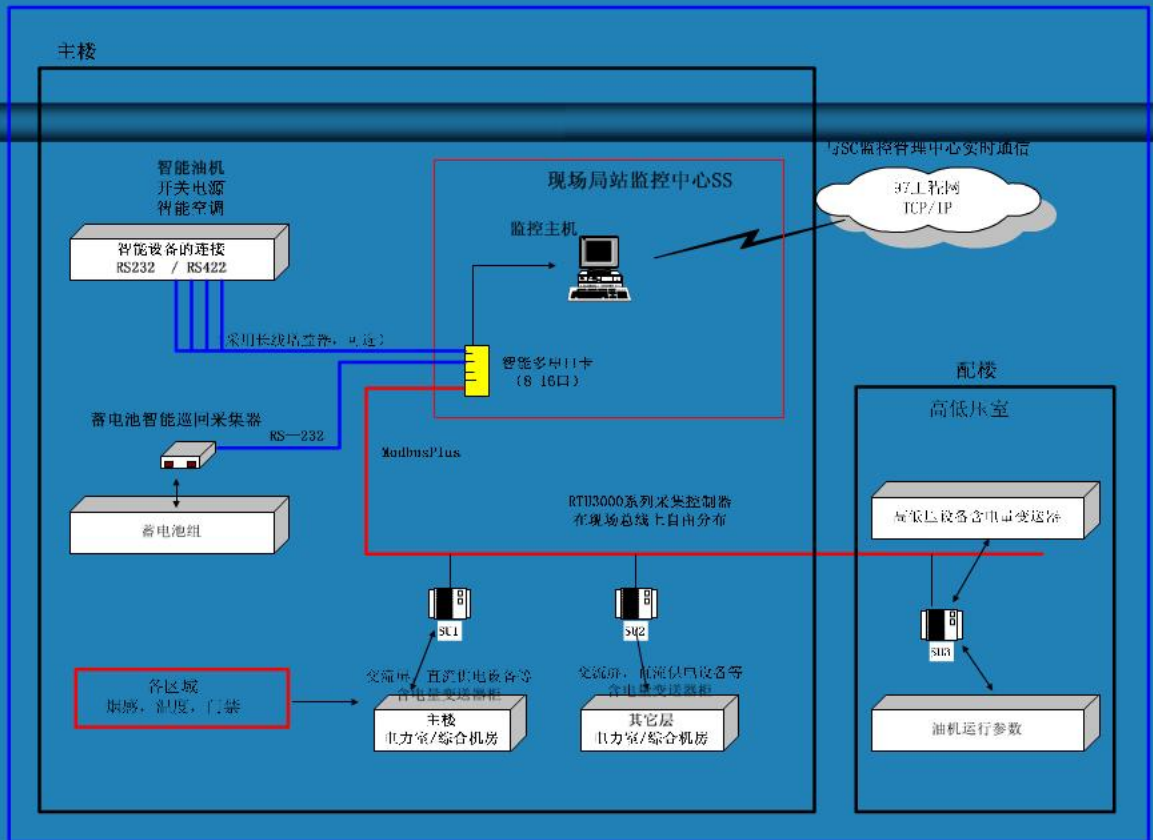 主楼
与SC监控管理中心实时通信
97工程网
TCP/IP
智能油机
开关电源
智能空调
智能设备的连接
RS232 / RS422
现场局站监控中心SS
监控主机
(采用长线增益器，可选)
智能多串口卡
(8 16口)
蓄电池智能巡回采集器
RS—232
蓄电池组
ModbusPlus
RTU3000系列采集控制器
在现场总线上自由分布
配楼
高低压室
高低压设备含电量变送器
SU1
SU2
SU3
各区域
烟感，温度，门禁
交流屏，直流供电设备等
含电量变送器柜
主楼
电力室/综合机房
交流屏，直流供电设备等
含电量变送器柜
其它层
电力室/综合机房
油机运行参数